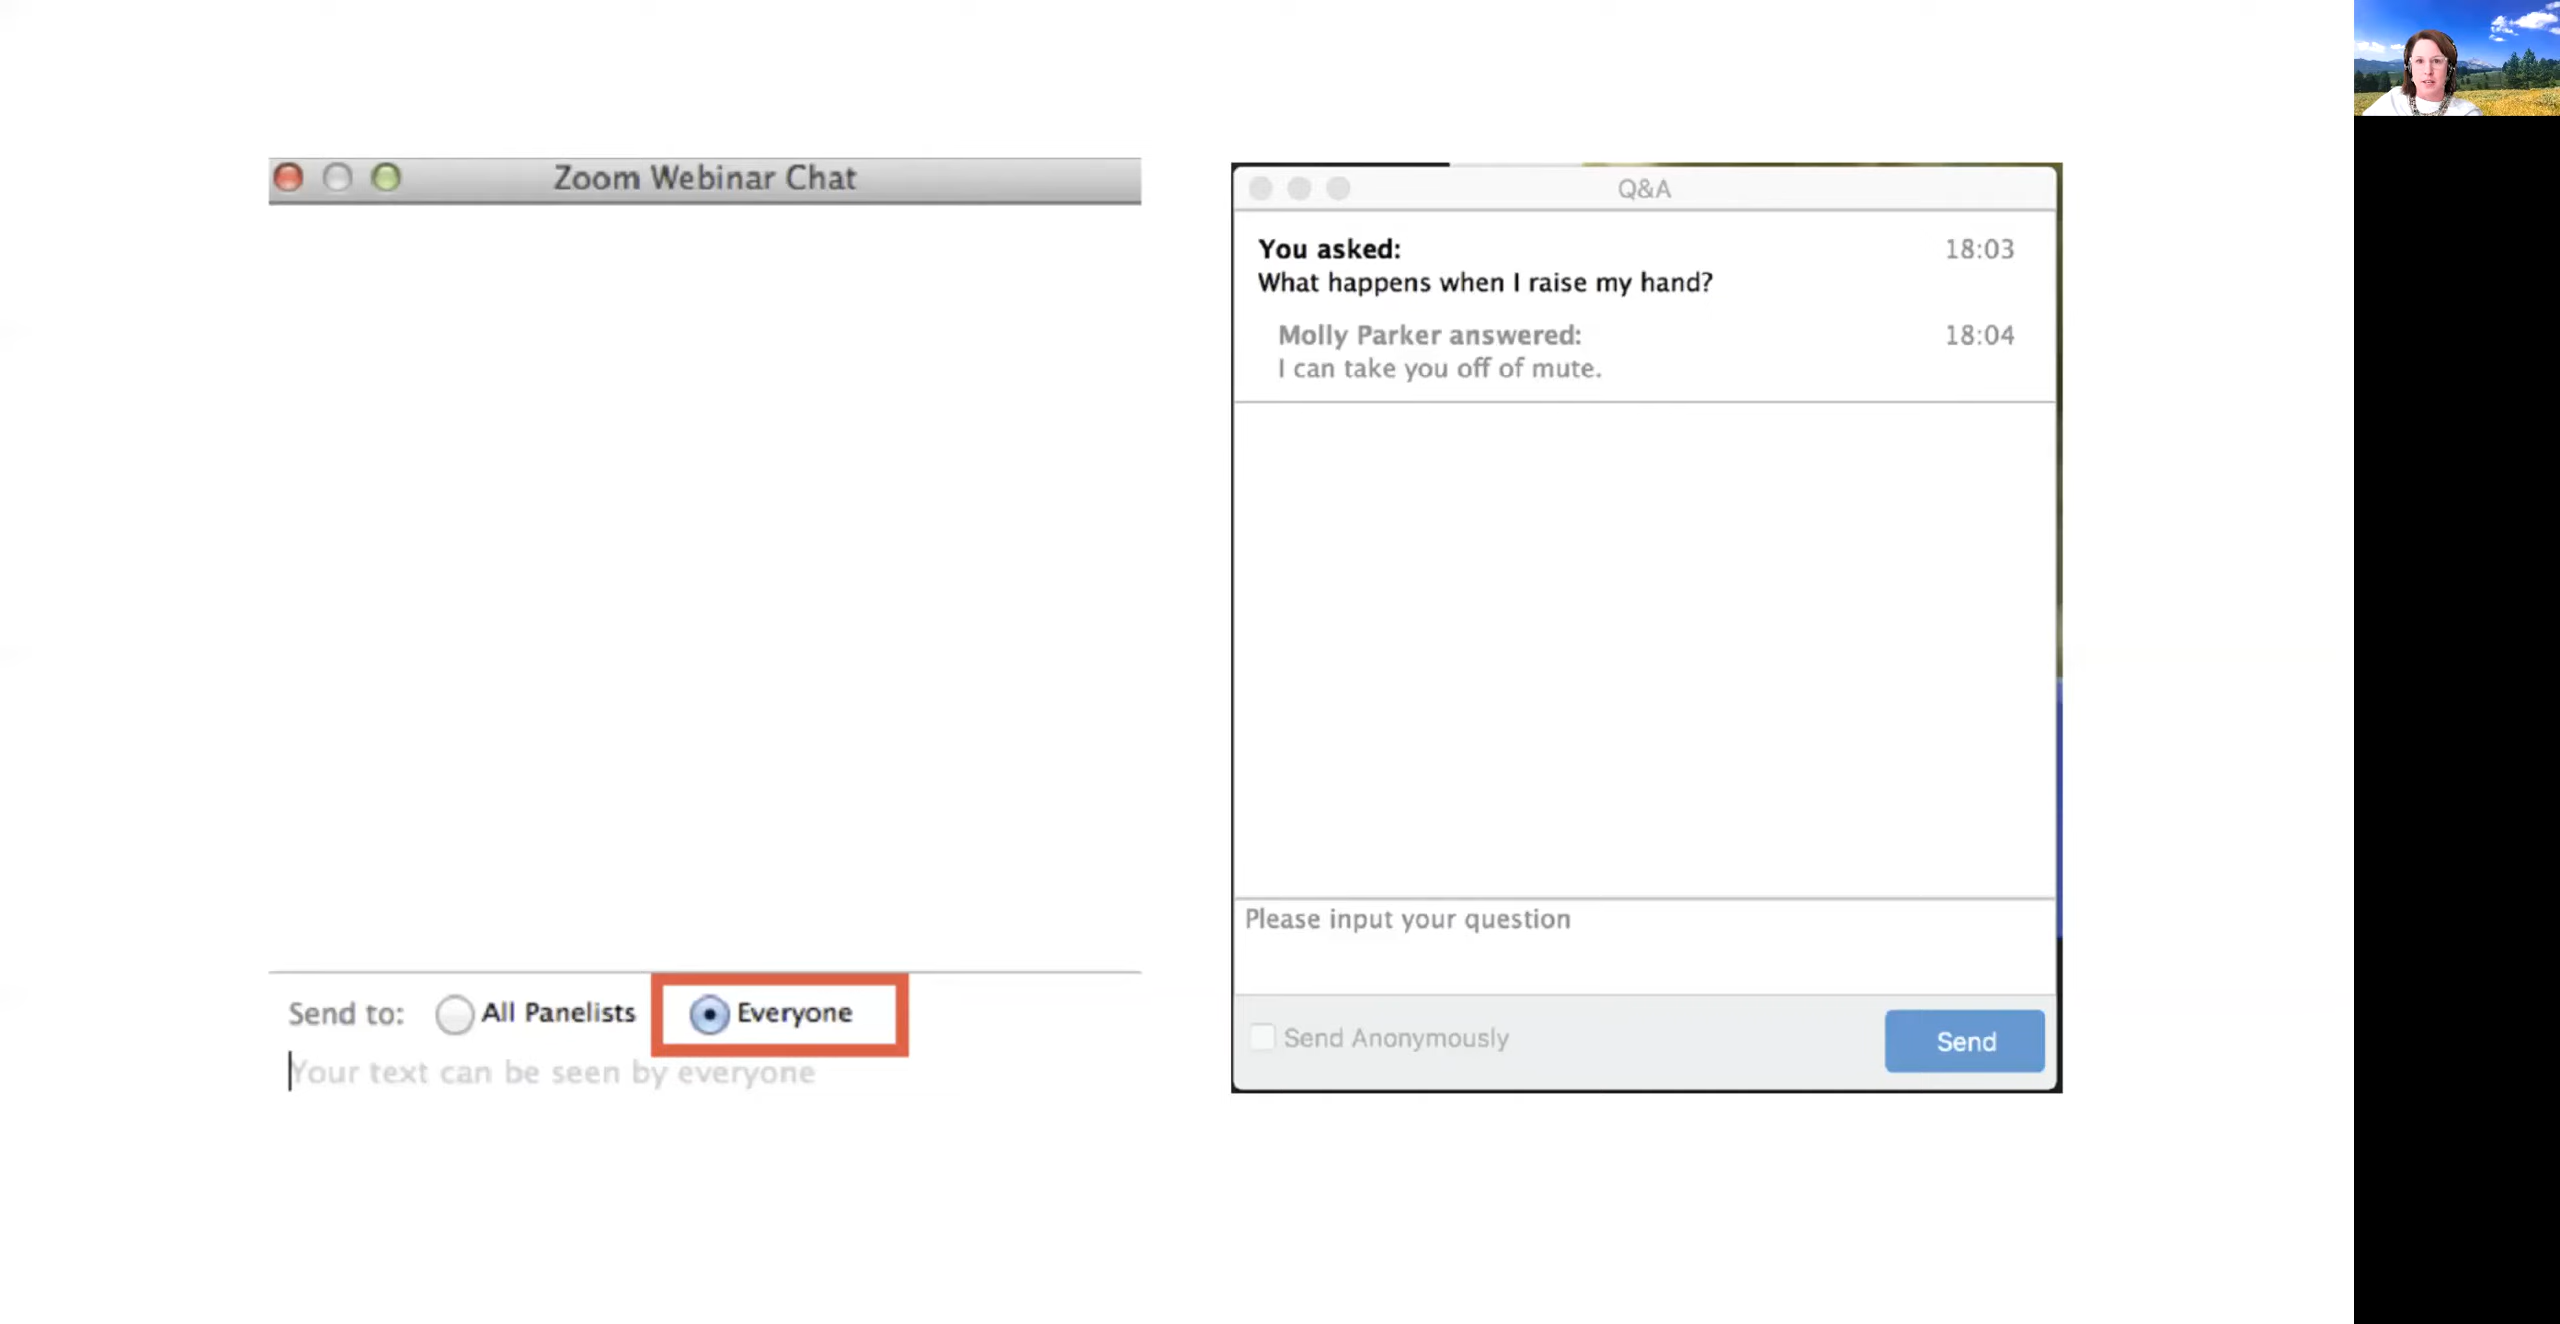 Zoom Webinar Chat
Send to: All Panelists Everyone
Your text can be seen by everyone
Q&A
You asked: 18:03
What happens when I raise my hand?
Molly Parker answered: 18:04
I can take you off of mute.
Please input your question
Send Anonymously Send